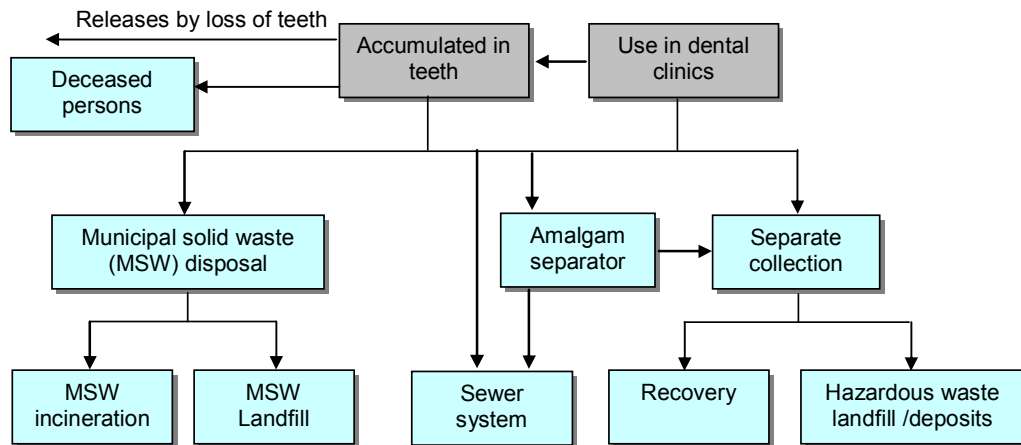 Releases by loss of teeth
Accumulated in
teeth
Use in dental
clinics
Deceased
persons
Municipal solid waste
(MSW) disposal
Amalgam
separator
Separate
collection
MSW
incineration
MSW
Landfill
Sewer
system
Recovery
Hazardous waste
landfill /deposits